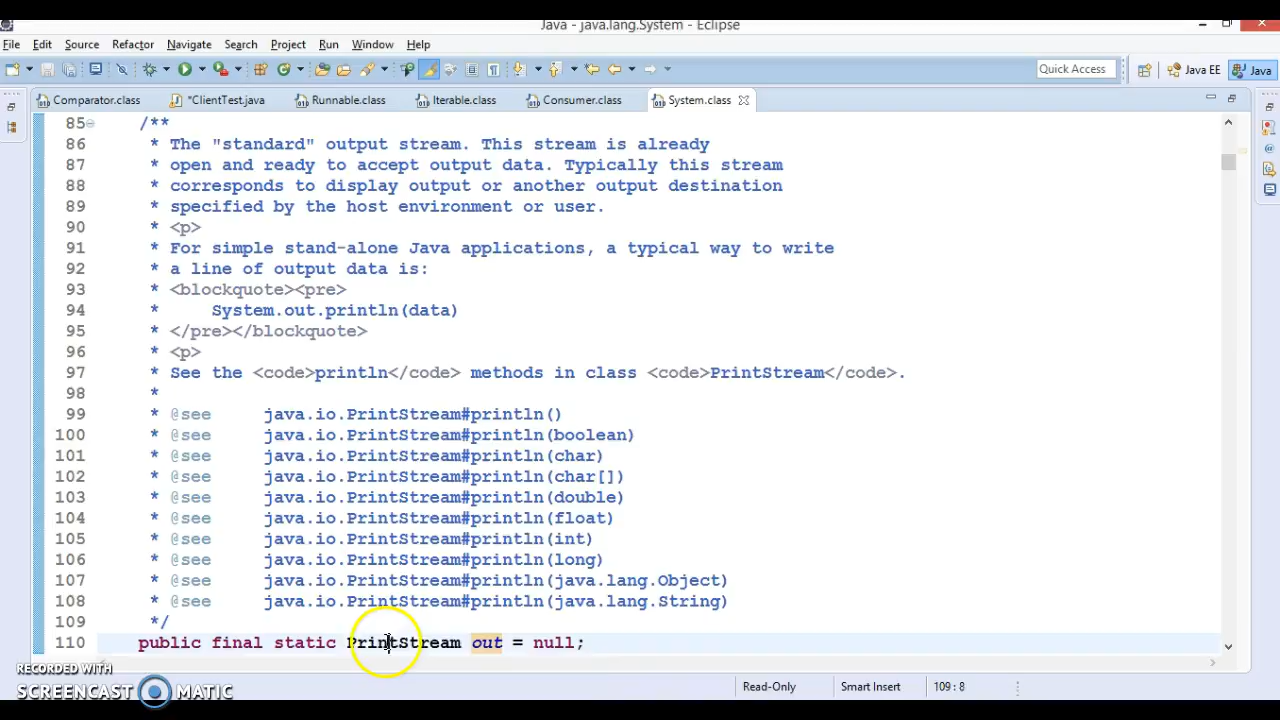 Java - java.lang.System - Eclipse
File Edit Source Refactor Navigate Search Project Run Window Help
Quick Access Java EE Java
Comparator.class *ClientTest.java Runnable.class Iterable.class Consumer.class System.class
85 /**
86 * The "standard" output stream. This stream is already
87 * open and ready to accept output data. Typically this stream
88 * corresponds to display output or another output destination
89 * specified by the host environment or user.
90 * <p>
91 * For simple stand-alone Java applications, a typical way to write
92 * a line of output data is:
93 * <blockquote><pre>
94 * System.out.println(data)
95 * </pre></blockquote>
96 * <p>
97 * See the <code>println</code> methods in class <code>PrintStream</code>.
98 *
99 * @see java.io.PrintStream#println()
100 * @see java.io.PrintStream#println(boolean)
101 * @see java.io.PrintStream#println(char)
102 * @see java.io.PrintStream#println(char[])
103 * @see java.io.PrintStream#println(double)
104 * @see java.io.PrintStream#println(float)
105 * @see java.io.PrintStream#println(int)
106 * @see java.io.PrintStream#println(long)
107 * @see java.io.PrintStream#println(java.lang.Object)
108 * @see java.io.PrintStream#println(java.lang.String)
109 */
110 public final static PrintStream out = null;
RECORDED WITH
SCREENCAST MATIC
Read-Only Smart Insert 109 : 8